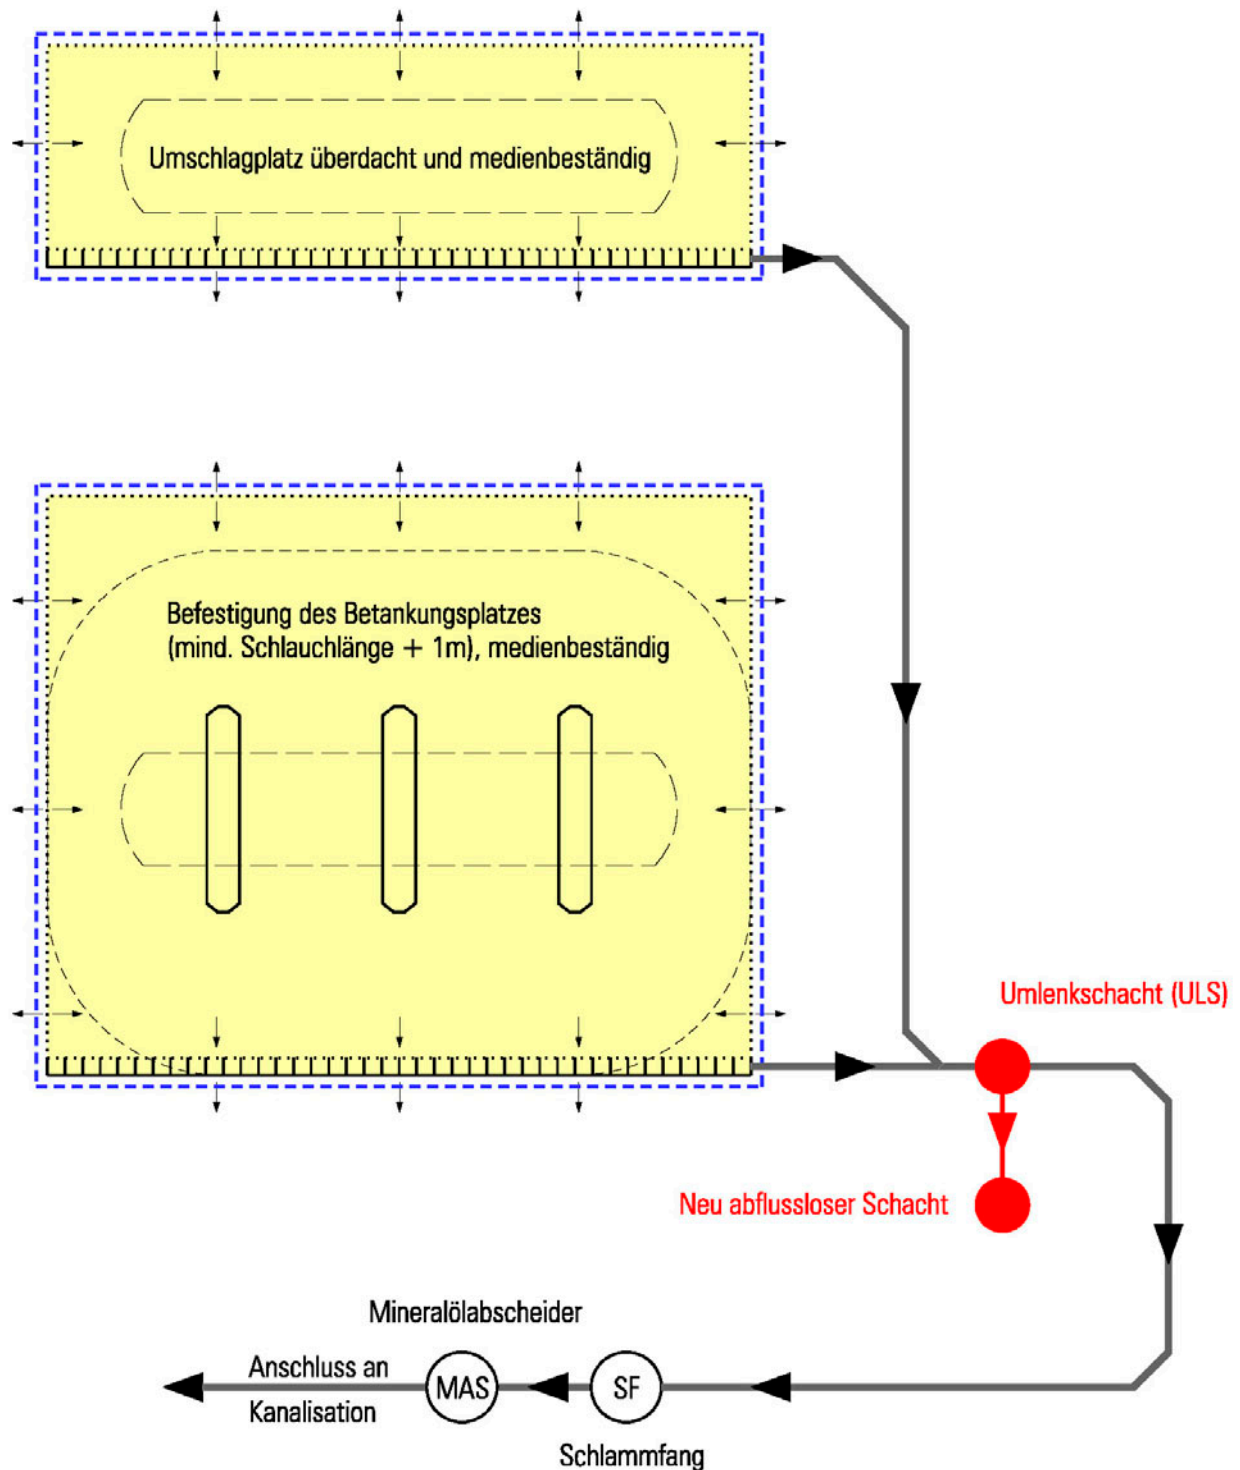 Umschlagplatz überdacht und medienbeständig
Befestigung des Betankungsplatzes
(mind. Schlauchlänge + 1m), medienbeständig
Umlenkschacht (ULS)
Neu abflussloser Schacht
Mineralölabscheider
Anschluss an
Kanalisation
MAS
SF
Schlammfang